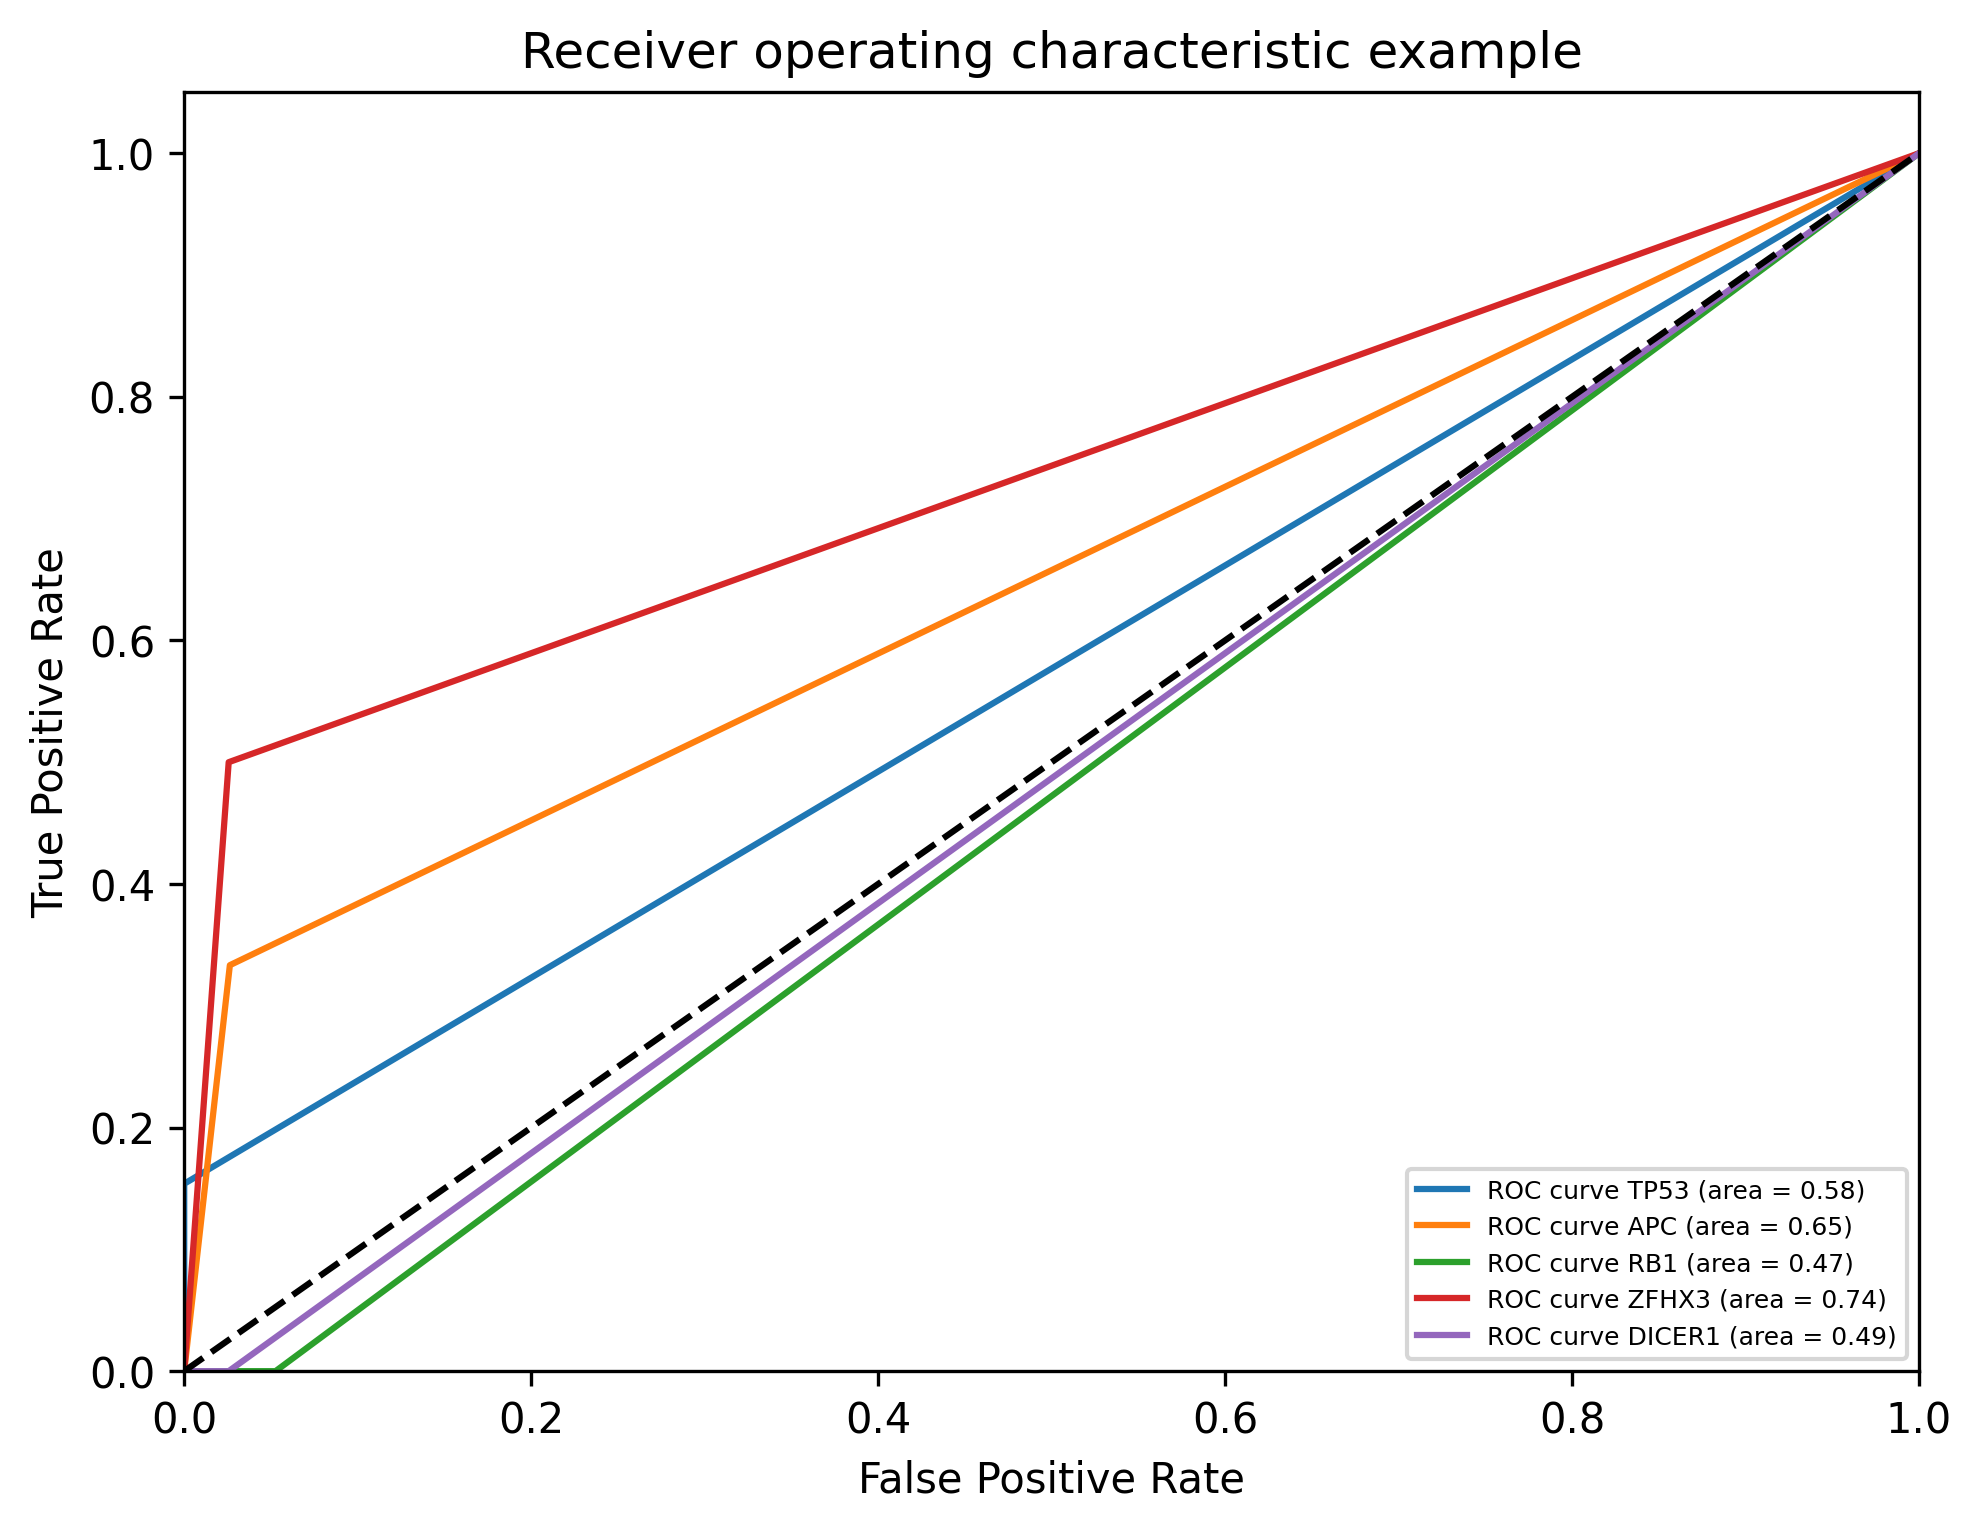 Receiver operating characteristic example
True Positive Rate
1.0
0.8
0.6
0.4
0.2
0.0
ROC curve TP53 (area = 0.58)
ROC curve APC (area = 0.65)
ROC curve RB1 (area = 0.47)
ROC curve ZFHX3 (area = 0.74)
ROC curve DICER1 (area = 0.49)
0.0 0.2 0.4 0.6 0.8 1.0
False Positive Rate